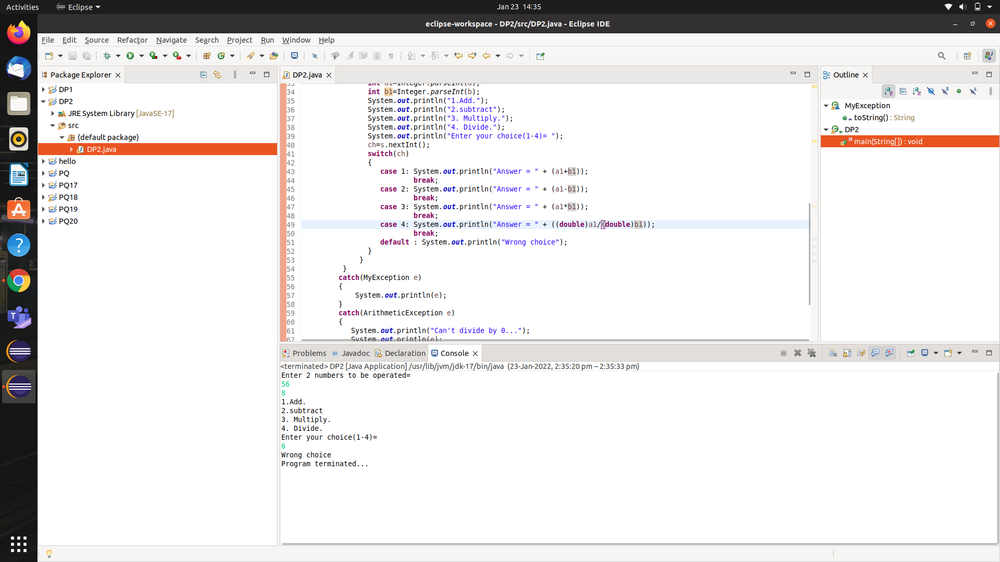 Activities
Eclipse
Jan 23 14:35
eclipse-workspace - DP2/src/DP2.java - Eclipse IDE
File Edit Source Refactor Navigate Search Project Run Window Help
Package Explorer
DP1
DP2
JRE System Library [JavaSE-17]
src
(default package)
DP2.java
hello
PQ
PQ17
PQ18
PQ19
PQ20
DP2.java
33 int a1=Integer.parseInt(a);
34 int b1=Integer.parseInt(b);
35 System.out.println("1.Add.");
36 System.out.println("2.subtract");
37 System.out.println("3. Multiply.");
38 System.out.println("4. Divide.");
39 System.out.println("Enter your choice(1-4)= ");
40 ch=s.nextInt();
41 switch(ch)
42 {
43 case 1: System.out.println("Answer = " + (a1+b1));
44 break;
45 case 2: System.out.println("Answer = " + (a1-b1));
46 break;
47 case 3: System.out.println("Answer = " + (a1*b1));
48 break;
49 case 4: System.out.println("Answer = " + ((double)a1/(double)b1));
50 break;
51 default : System.out.println("Wrong choice");
52 }
53 }
54 }
55 catch(MyException e)
56 {
57 System.out.println(e);
58 }
59 catch(ArithmeticException e)
60 {
61 System.out.println("Can't divide by 0...");
62 System.out.println(e);
Outline
MyException
toString() : String
DP2
main(String[]) : void
Problems @ Javadoc Declaration Console
<terminated> DP2 [Java Application] /usr/lib/jvm/jdk-17/bin/java (23-Jan-2022, 2:35:20 pm – 2:35:33 pm)
Enter 2 numbers to be operated=
56
8
1.Add.
2.subtract
3. Multiply.
4. Divide.
Enter your choice(1-4)=
6
Wrong choice
Program terminated...